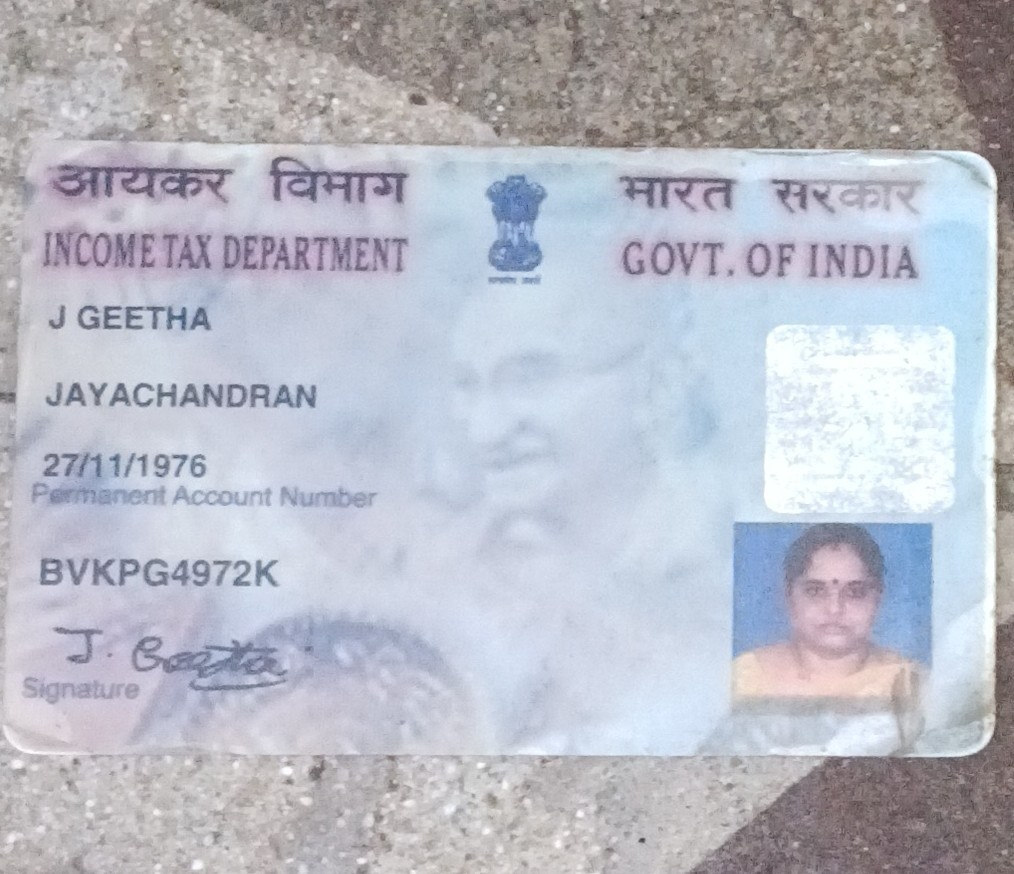 आयकर विभाग
INCOME TAX DEPARTMENT
भारत सरकार
GOVT. OF INDIA
J GEETHA
JAYACHANDRAN
27/11/1976
Permanent Account Number
BVKPG4972K
J. Geetha
Signature